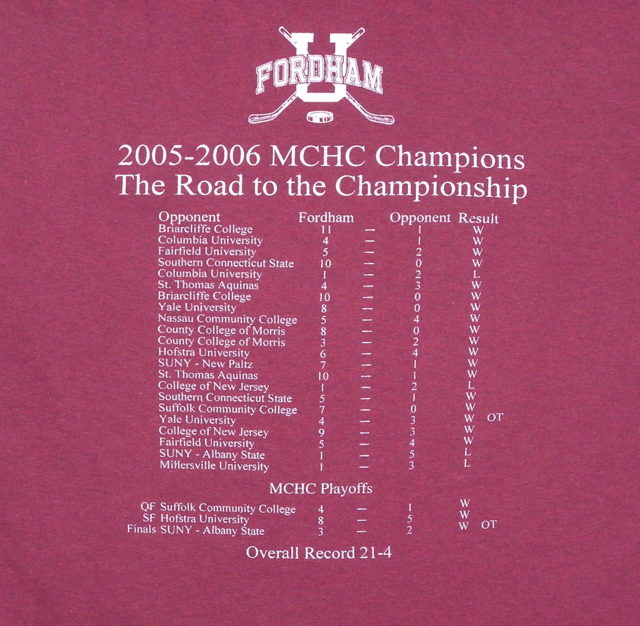 U
FORDHAM
2005-2006 MCHC Champions
The Road to the Championship
Opponent Fordham Opponent Result
Briarcliffe College 11 — 1 W
Columbia University 4 — 1 W
Fairfield University 5 — 2 W
Southern Connecticut State 10 — 0 W
Columbia University 1 — 2 L
St. Thomas Aquinas 4 — 3 W
Briarcliffe College 10 — 0 W
Yale University 8 — 0 W
Nassau Community College 5 — 4 W
County College of Morris 8 — 0 W
County College of Morris 3 — 2 W
Hofstra University 6 — 4 W
SUNY - New Paltz 7 — 1 W
St. Thomas Aquinas 10 — 1 W
College of New Jersey 1 — 2 L
Southern Connecticut State 5 — 1 W
Suffolk Community College 7 — 0 W
Yale University 4 — 3 W OT
College of New Jersey 9 — 3 W
Fairfield University 5 — 4 W
SUNY - Albany State 1 — 5 L
Millersville University 1 — 3 L
MCHC Playoffs
QF Suffolk Community College 4 — 1 W
SF Hofstra University 8 — 5 W
Finals SUNY - Albany State 3 — 2 W OT
Overall Record 21-4